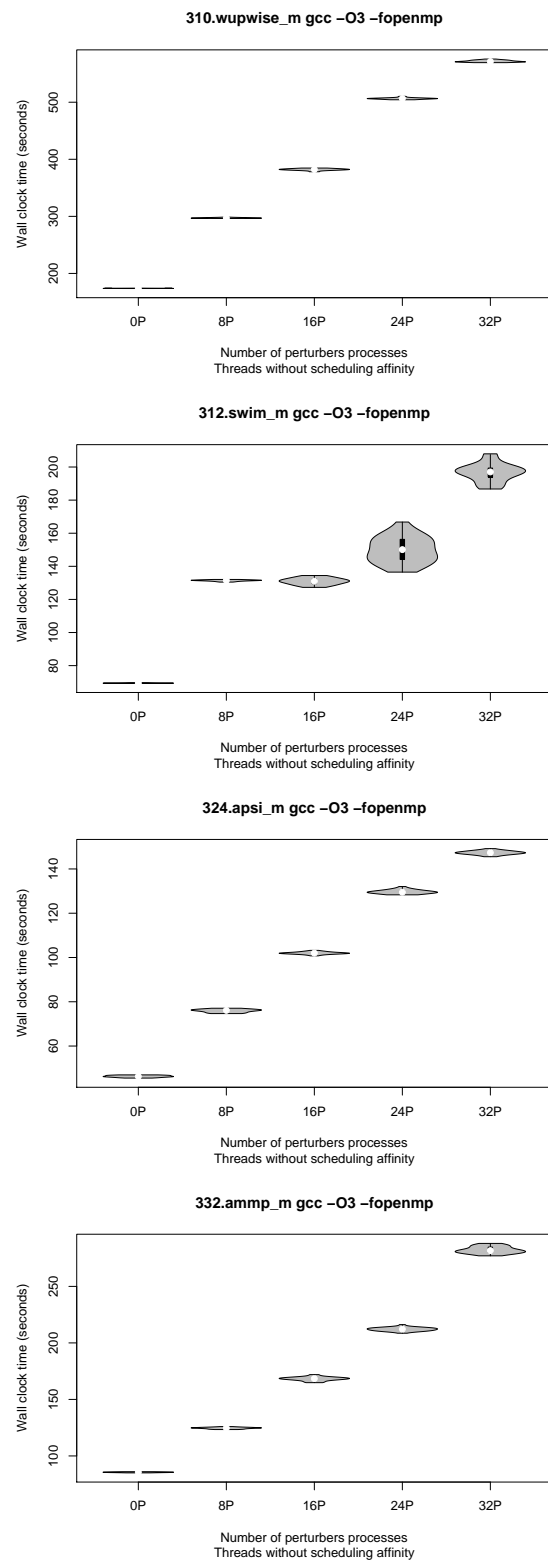 310.wupwise_m gcc −O3 −fopenmp
Wall clock time (seconds)
500
400
300
200
0P 8P 16P 24P 32P
Number of perturbers processes
Threads without scheduling affinity
312.swim_m gcc −O3 −fopenmp
Wall clock time (seconds)
200
180
160
140
120
100
80
0P 8P 16P 24P 32P
Number of perturbers processes
Threads without scheduling affinity
324.apsi_m gcc −O3 −fopenmp
Wall clock time (seconds)
140
120
100
80
60
0P 8P 16P 24P 32P
Number of perturbers processes
Threads without scheduling affinity
332.ammp_m gcc −O3 −fopenmp
Wall clock time (seconds)
250
200
150
100
0P 8P 16P 24P 32P
Number of perturbers processes
Threads without scheduling affinity